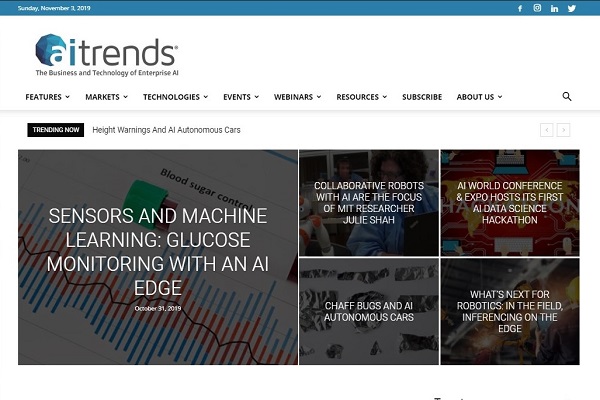 Sunday, November 3, 2019
aitrends
The Business and Technology of Enterprise AI
FEATURES MARKETS TECHNOLOGIES EVENTS WEBINARS RESOURCES SUBSCRIBE ABOUT US
TRENDING NOW Height Warnings And AI Autonomous Cars
Blood sugar control
SENSORS AND MACHINE
LEARNING: GLUCOSE
MONITORING WITH AN AI
EDGE
October 31, 2019
COLLABORATIVE ROBOTS
WITH AI ARE THE FOCUS
OF MIT RESEARCHER
JULIE SHAH
AI WORLD CONFERENCE
& EXPO HOSTS ITS FIRST
AI DATA SCIENCE
HACKATHON
CHAFF BUGS AND AI
AUTONOMOUS CARS
WHAT'S NEXT FOR
ROBOTICS: IN THE FIELD,
INFERENCING ON THE
EDGE